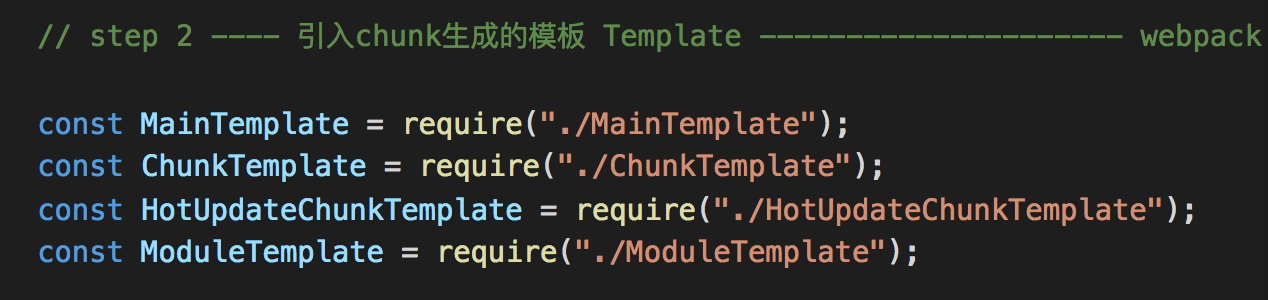 // step 2 ---- 引入chunk生成的模板 Template --------------------- webpack
const MainTemplate = require("./MainTemplate");
const ChunkTemplate = require("./ChunkTemplate");
const HotUpdateChunkTemplate = require("./HotUpdateChunkTemplate");
const ModuleTemplate = require("./ModuleTemplate");